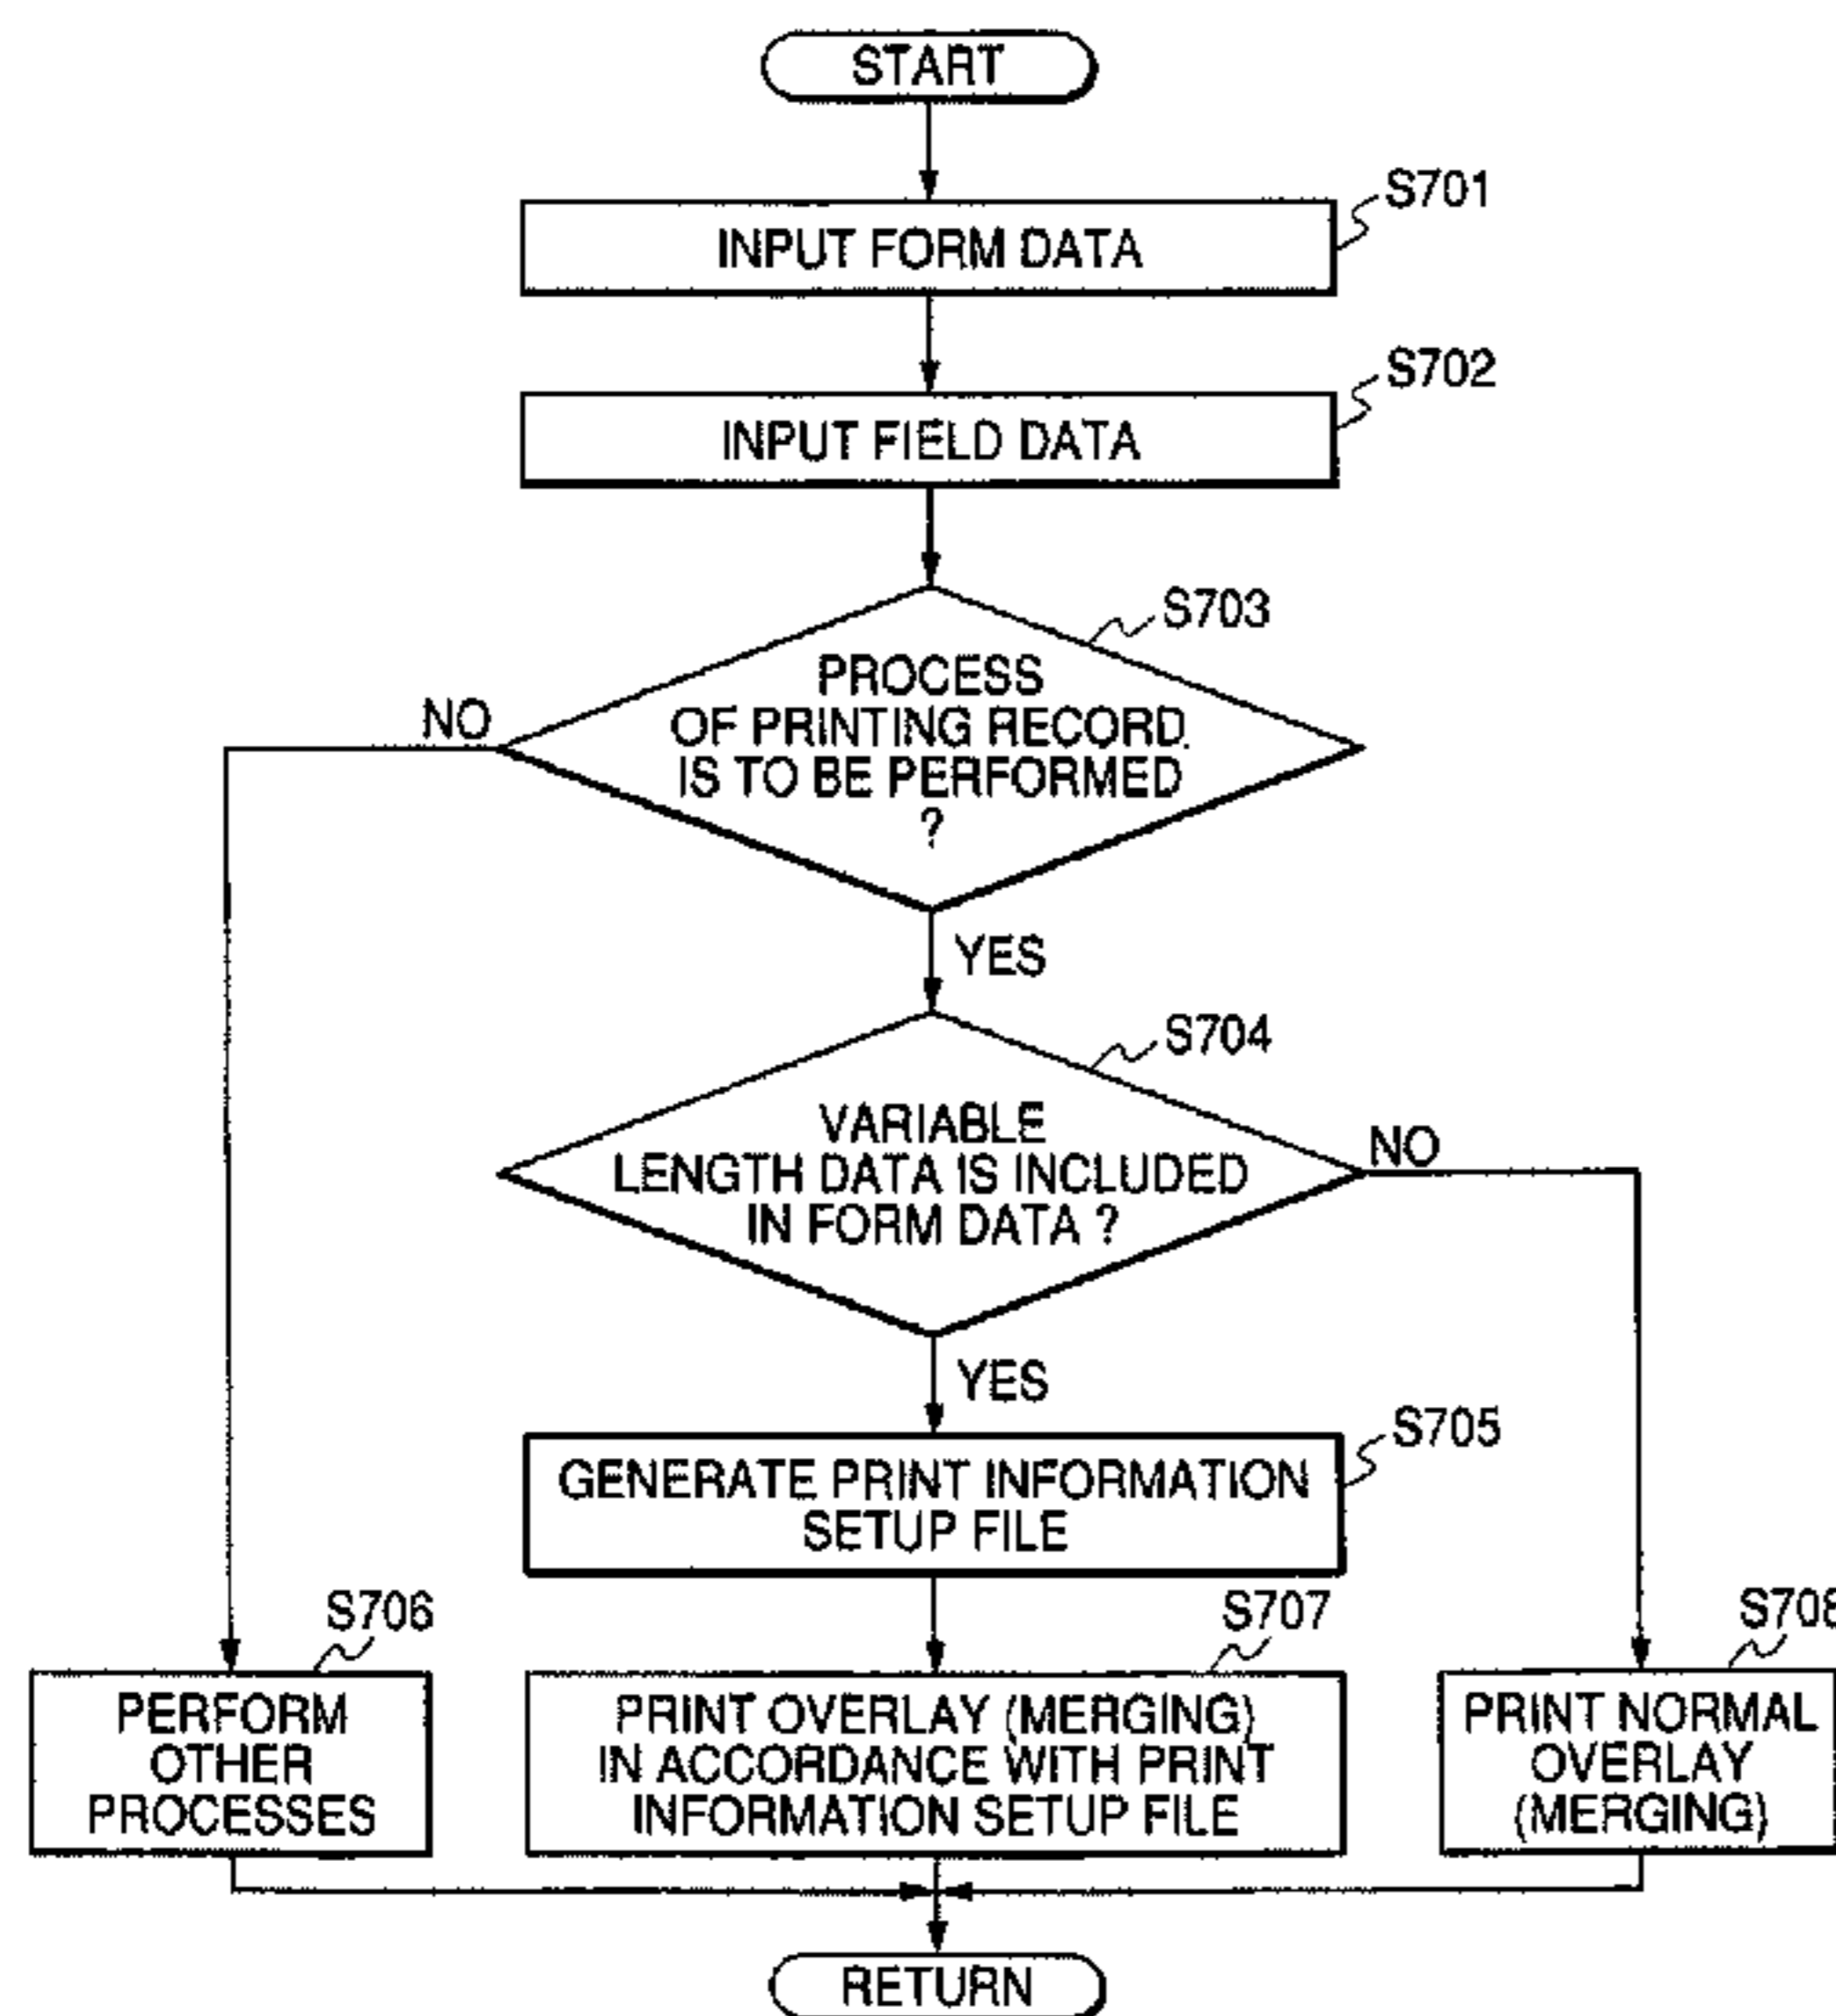 START
S701
INPUT FORM DATA
S702
INPUT FIELD DATA
S703
PROCESS
OF PRINTING RECORD
IS TO BE PERFORMED
?
NO
YES
S704
VARIABLE
LENGTH DATA IS INCLUDED
IN FORM DATA ?
NO
YES
S705
GENERATE PRINT INFORMATION
SETUP FILE
S706
PERFORM
OTHER
PROCESSES
S707
PRINT OVERLAY (MERGING)
IN ACCORDANCE WITH PRINT
INFORMATION SETUP FILE
S708
PRINT NORMAL
OVERLAY
(MERGING)
RETURN